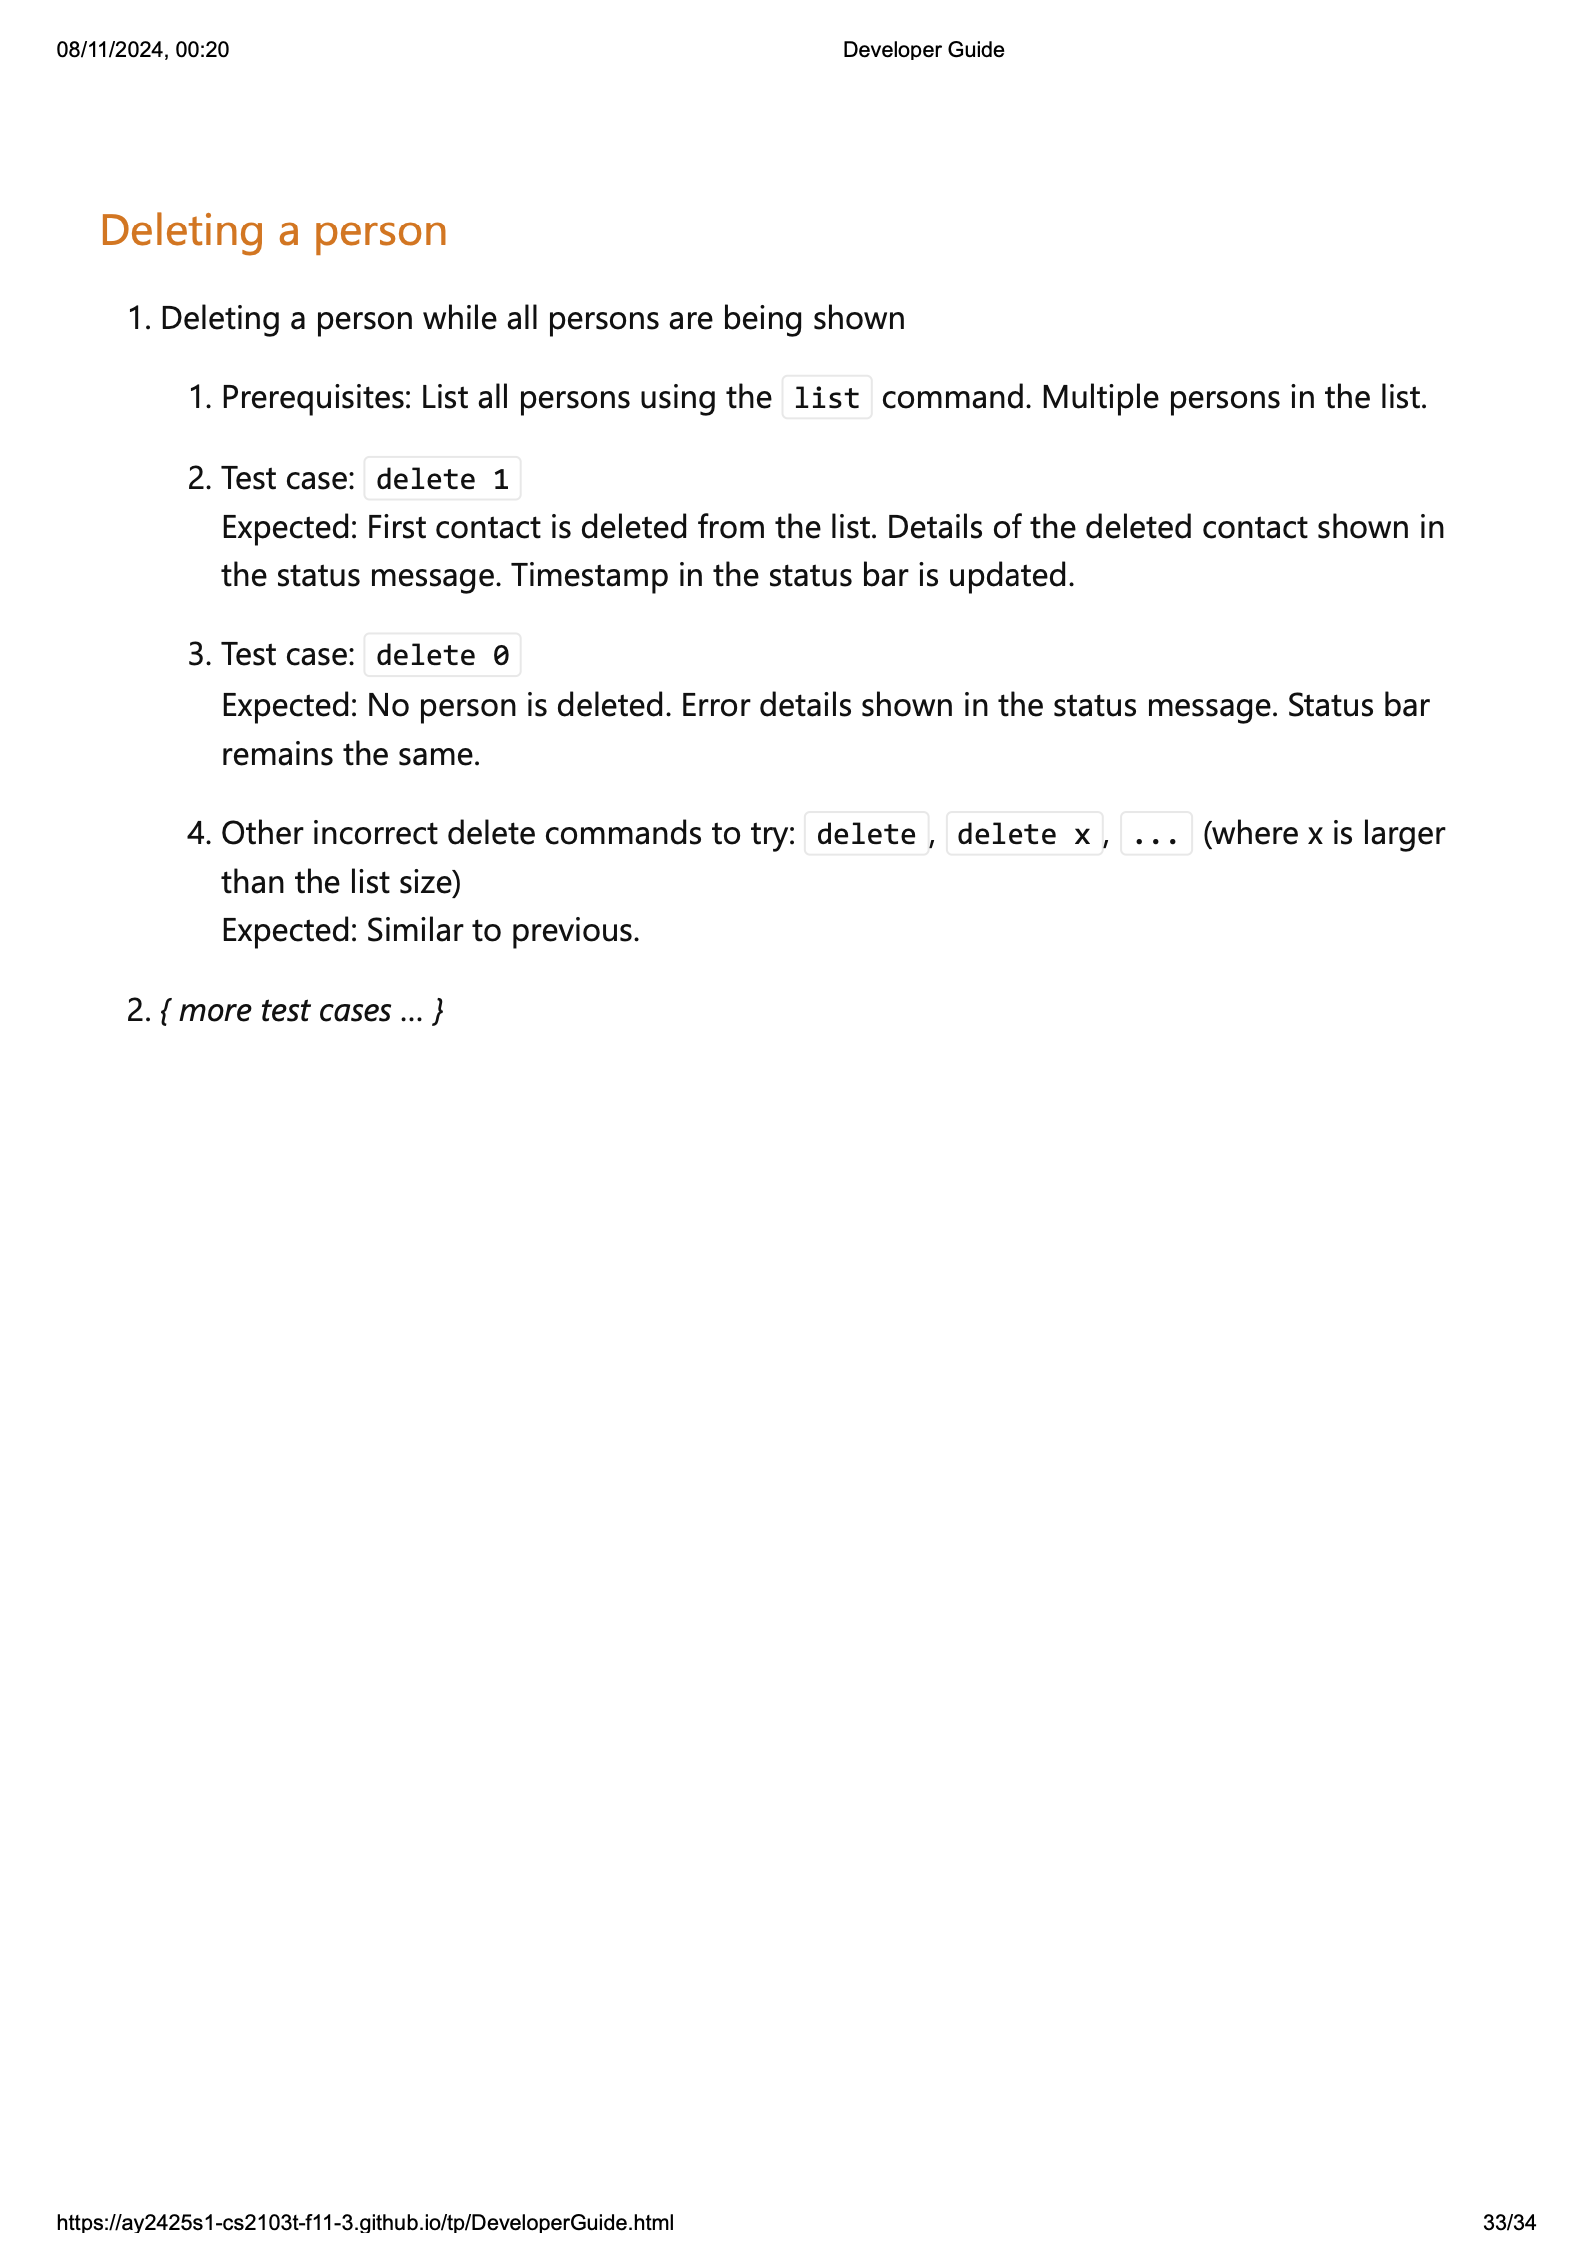 08/11/2024, 00:20
Developer Guide
Deleting a person
1. Deleting a person while all persons are being shown
1. Prerequisites: List all persons using the list command. Multiple persons in the list.
2. Test case: delete 1
Expected: First contact is deleted from the list. Details of the deleted contact shown in
the status message. Timestamp in the status bar is updated.
3. Test case: delete 0
Expected: No person is deleted. Error details shown in the status message. Status bar
remains the same.
4. Other incorrect delete commands to try: delete, delete x, ... (where x is larger
than the list size)
Expected: Similar to previous.
2. { more test cases … }
https://ay2425s1-cs2103t-f11-3.github.io/tp/DeveloperGuide.html
33/34